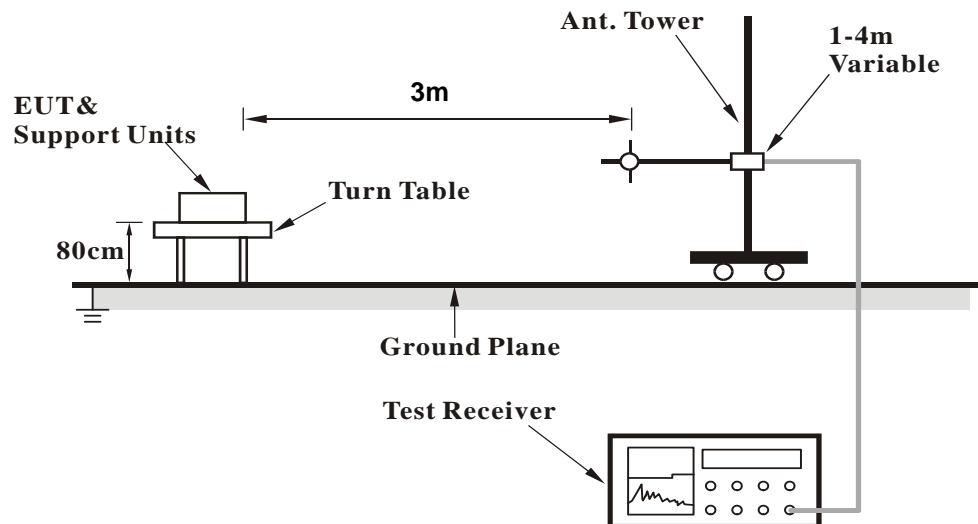 Ant. Tower
1-4m
Variable
3m
EUT&
Support Units
Turn Table
80cm
Ground Plane
Test Receiver